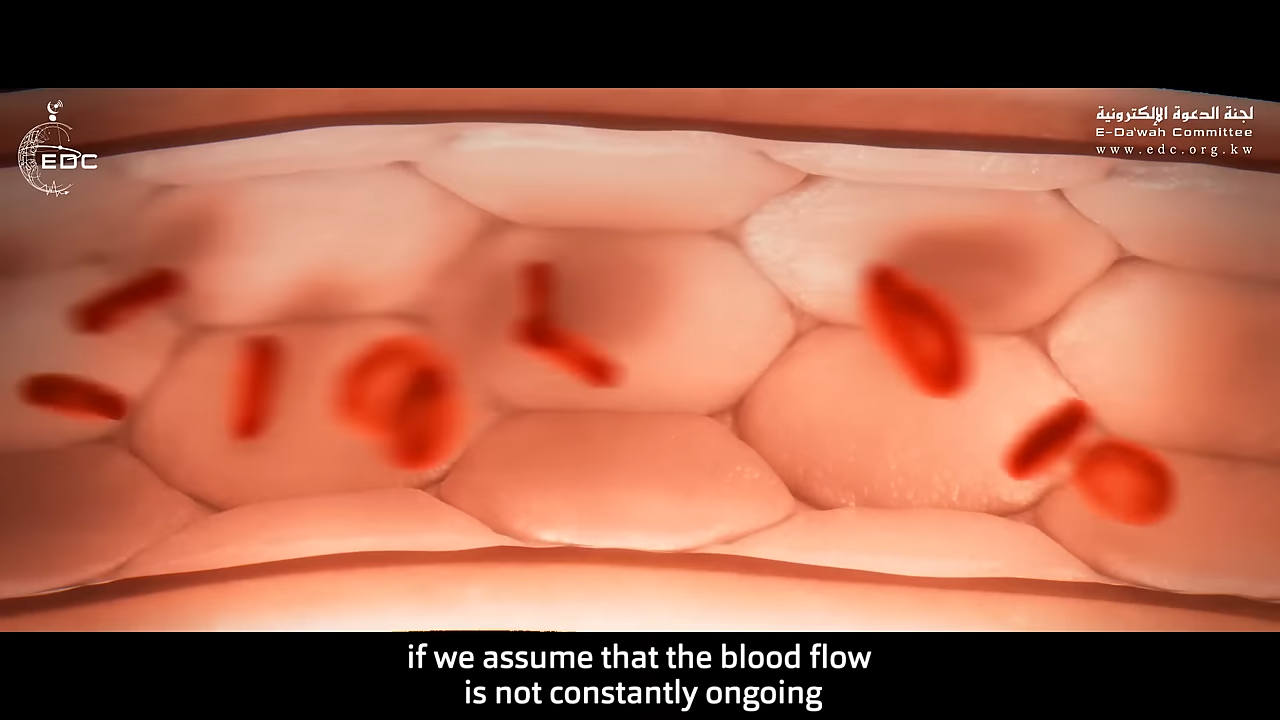 EDC
لجنة الدعوة الإلكترونية
E-Da'wah Committee
www.edc.org.kw
if we assume that the blood flow
is not constantly ongoing